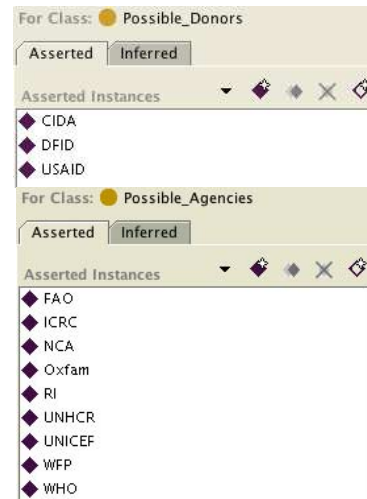 For Class: Possible_Donors
Asserted Inferred
Asserted Instances
CIDA
DFID
USAID
For Class: Possible_Agencies
Asserted Inferred
Asserted Instances
FAO
ICRC
NCA
Oxfam
RI
UNHCR
UNICEF
WFP
WHO